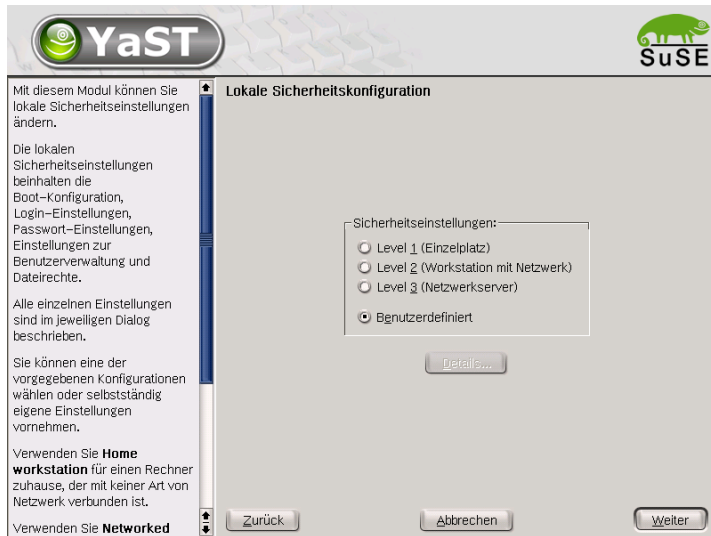 YaST
SuSE
Mit diesem Modul können Sie
lokale Sicherheitseinstellungen
ändern.
Die lokalen
Sicherheitseinstellungen
beinhalten die
Boot-Konfiguration,
Login-Einstellungen,
Passwort-Einstellungen,
Einstellungen zur
Benutzerverwaltung und
Dateirechte.
Alle einzelnen Einstellungen
sind im jeweiligen Dialog
beschrieben.
Sie können eine der
vorgegebenen Konfigurationen
wählen oder selbstständig
eigene Einstellungen
vornehmen.
Verwenden Sie Home
workstation für einen Rechner
zuhause, der mit keiner Art von
Netzwerk verbunden ist.
Verwenden Sie Networked
Lokale Sicherheitskonfiguration
Sicherheitseinstellungen:
Level 1 (Einzelplatz)
Level 2 (Workstation mit Netzwerk)
Level 3 (Netzwerkserver)
Benutzerdefiniert
Details...
Zurück
Abbrechen
Weiter